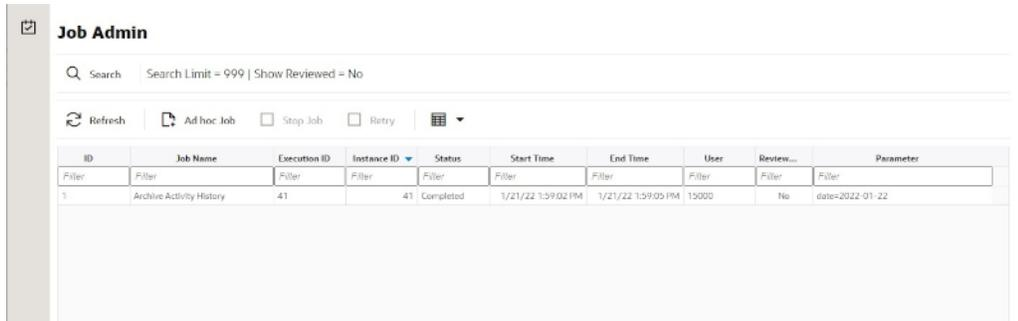 Job Admin
Search Search Limit = 999 | Show Reviewed = No
Refresh Ad hoc Job Stop Job Retry
ID Job Name Execution ID Instance ID Status Start Time End Time User Review... Parameter
Filter Filter Filter Filter Filter Filter Filter Filter Filter Filter
1 Archive Activity History 41 41 Completed 1/21/22 1:59:02 PM 1/21/22 1:59:05 PM 15000 No date=2022-01-22